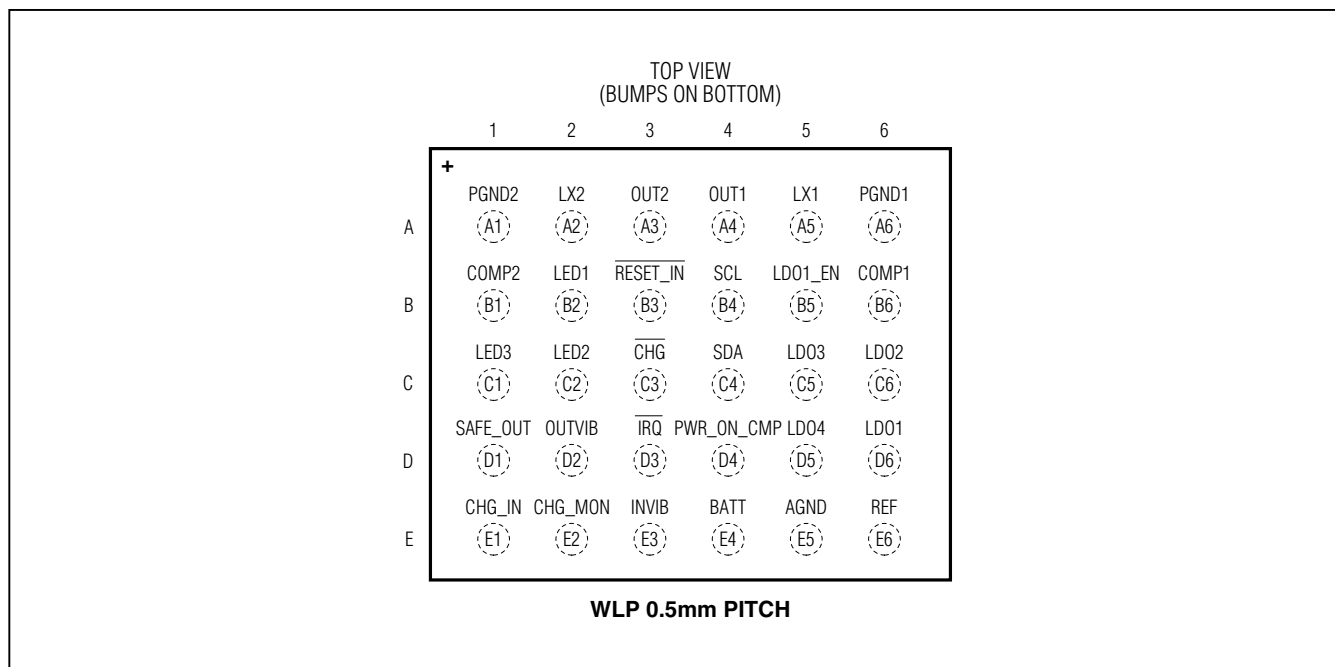 TOP VIEW
(BUMPS ON BOTTOM)
1 2 3 4 5 6
+
PGND2 LX2 OUT2 OUT1 LX1 PGND1
A A1 A2 A3 A4 A5 A6
COMP2 LED1 RESET_IN SCL LDO1_EN COMP1
B B1 B2 B3 B4 B5 B6
LED3 LED2 CHG SDA LDO3 LDO2
C C1 C2 C3 C4 C5 C6
SAFE_OUT OUTVIB IRQ PWR_ON_CMP LDO4 LDO1
D D1 D2 D3 D4 D5 D6
CHG_IN CHG_MON INVIB BATT AGND REF
E E1 E2 E3 E4 E5 E6
WLP 0.5mm PITCH